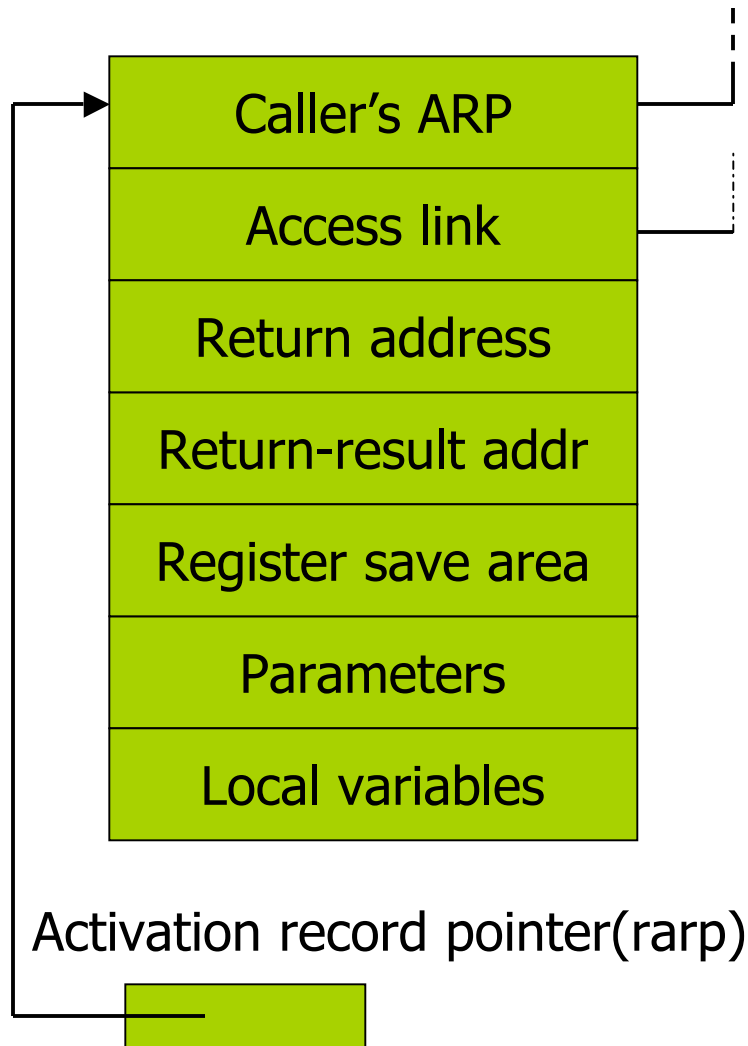 Caller’s ARP
Access link
Return address
Return-result addr
Register save area
Parameters
Local variables
Activation record pointer(rarp)